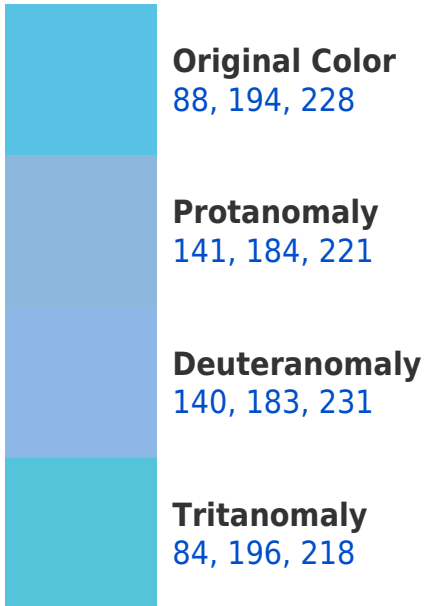 Original Color
88, 194, 228
Protanomaly
141, 184, 221
Deuteranomaly
140, 183, 231
Tritanomaly
84, 196, 218